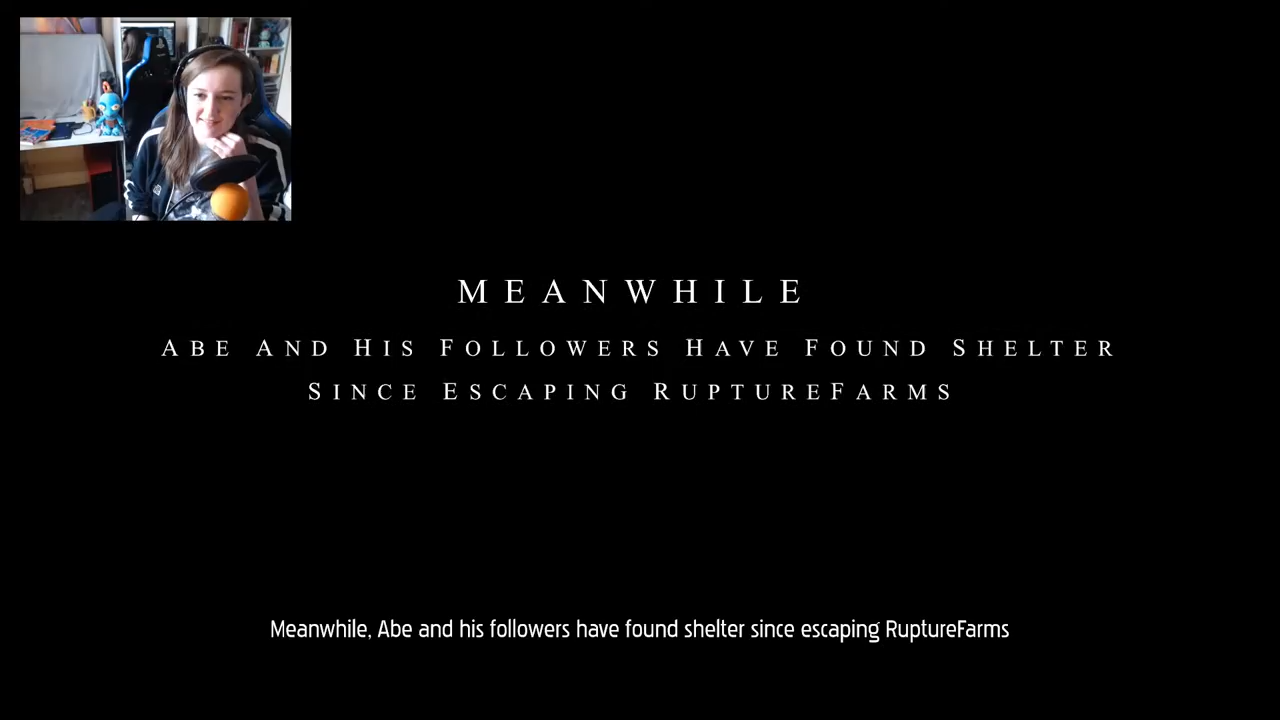 MEANWHILE
ABE AND HIS FOLLOWERS HAVE FOUND SHELTER
SINCE ESCAPING RUPTUREFARMS
Meanwhile, Abe and his followers have found shelter since escaping RuptureFarms